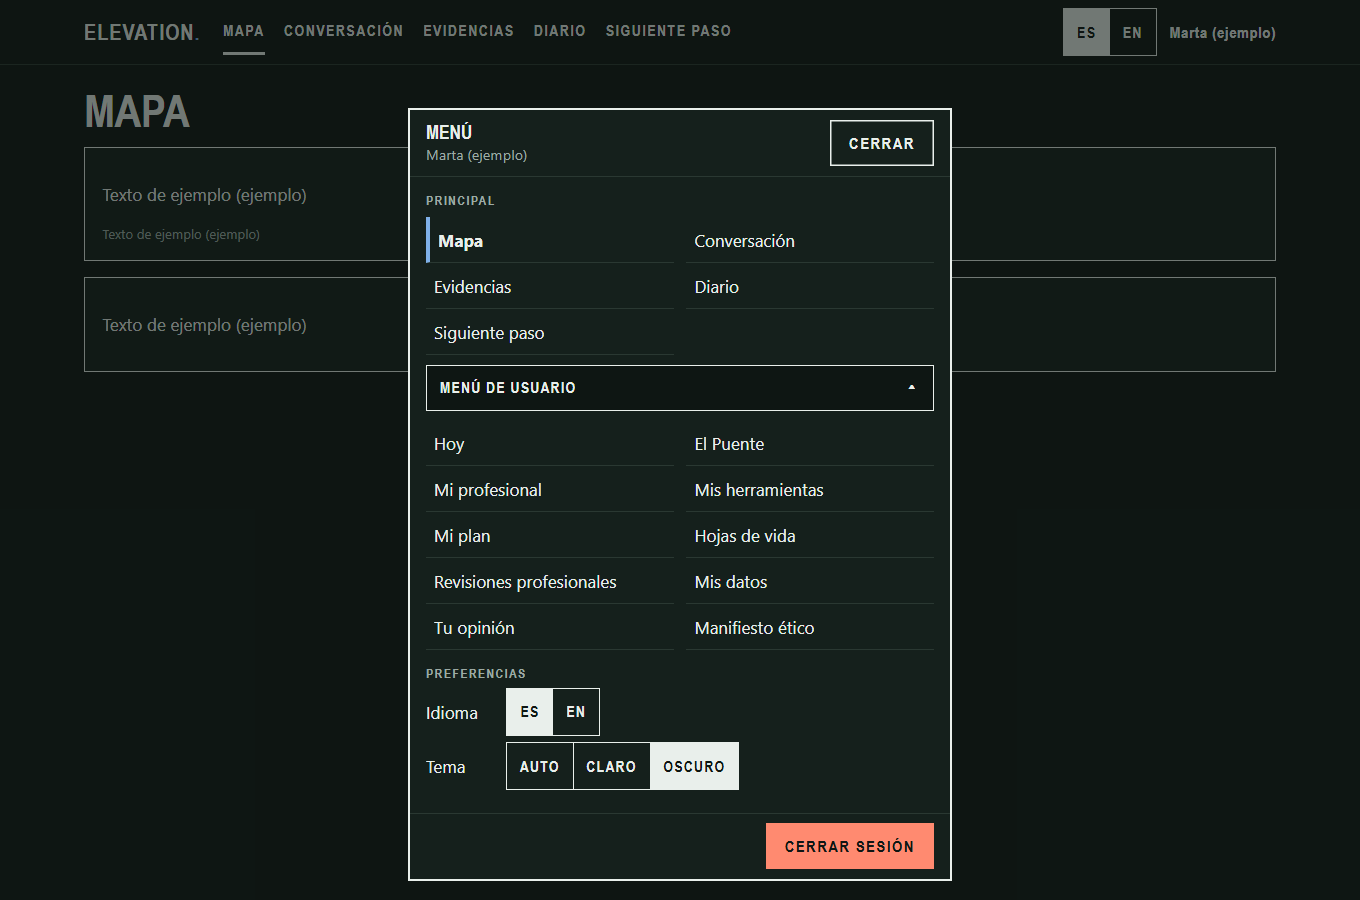 ELEVATION. MAPA CONVERSACIÓN EVIDENCIAS DIARIO SIGUIENTE PASO ES EN Marta (ejemplo)
MAPA
Texto de ejemplo (ejemplo)
Texto de ejemplo (ejemplo)
Texto de ejemplo (ejemplo)
MENÚ
Marta (ejemplo)
CERRAR
PRINCIPAL
Mapa Conversación
Evidencias Diario
Siguiente paso
MENÚ DE USUARIO
Hoy El Puente
Mi profesional Mis herramientas
Mi plan Hojas de vida
Revisiones profesionales Mis datos
Tu opinión Manifiesto ético
PREFERENCIAS
Idioma ES EN
Tema AUTO CLARO OSCURO
CERRAR SESIÓN